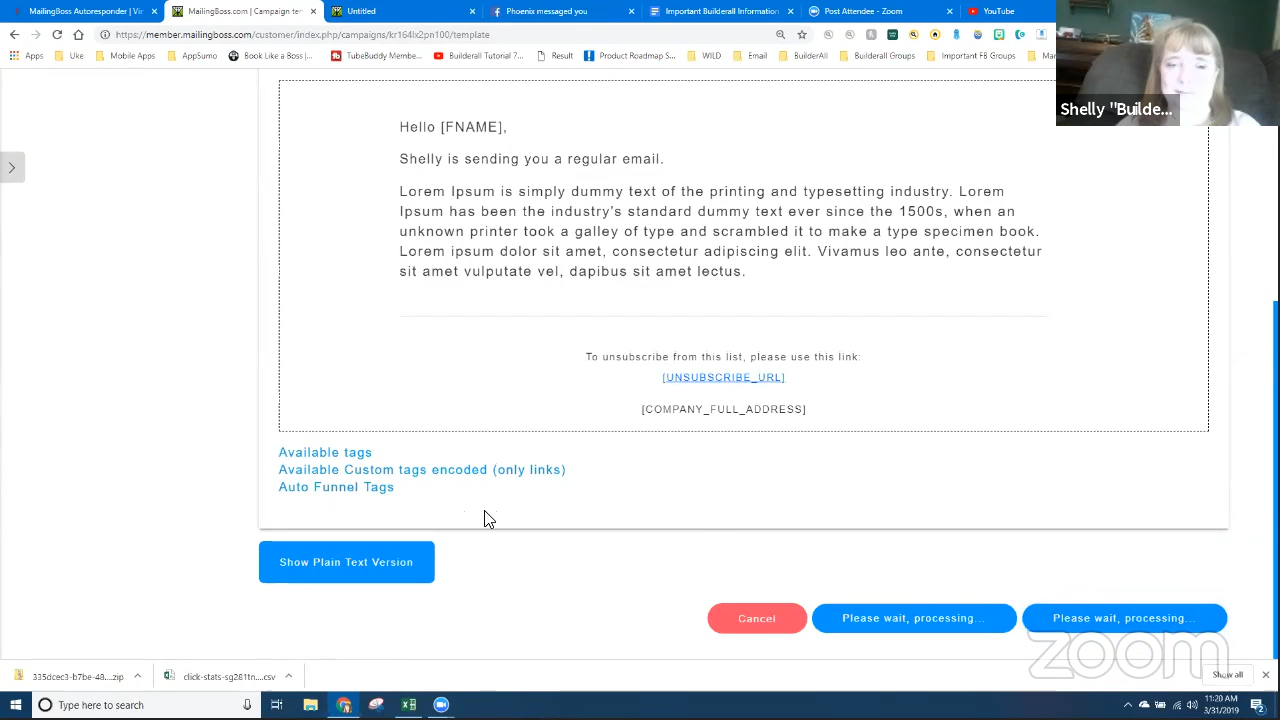 MailingBoss Autoresponder | Vi
MailingBoss.com | Campaign ter
Untitled
Phoenix messaged you
Important Builderall Information
Post Attendee - Zoom
YouTube
https://member.mailingboss.com/customer/index.php/campaigns/kr164lx2pn100/template
Apps
Uke
Mobile Apps
AppSumo
Book Like a Boss |...
TheBuddy Membe...
Builderall Tutorial 7...
Result
Product Roadmap S...
WILD
Email
BuilderAll
Builderall Groups
Important FB Groups
Mar
Shelly "Builde...
Hello [FNAME],
Shelly is sending you a regular email.
Lorem Ipsum is simply dummy text of the printing and typesetting industry. Lorem
Ipsum has been the industry's standard dummy text ever since the 1500s, when an
unknown printer took a galley of type and scrambled it to make a type specimen book.
Lorem ipsum dolor sit amet, consectetur adipiscing elit. Vivamus leo ante, consectetur
sit amet vulputate vel, dapibus sit amet lectus.
To unsubscribe from this list, please use this link:
[UNSUBSCRIBE_URL]
[COMPANY_FULL_ADDRESS]
Available tags
Available Custom tags encoded (only links)
Auto Funnel Tags
Show Plain Text Version
Cancel
Please wait, processing...
Please wait, processing...
zoom
335dcec3-b7be-48....zip
click-stats-sg281tn....csv
Show all
Type here to search
11:20 AM
3/31/2019
2